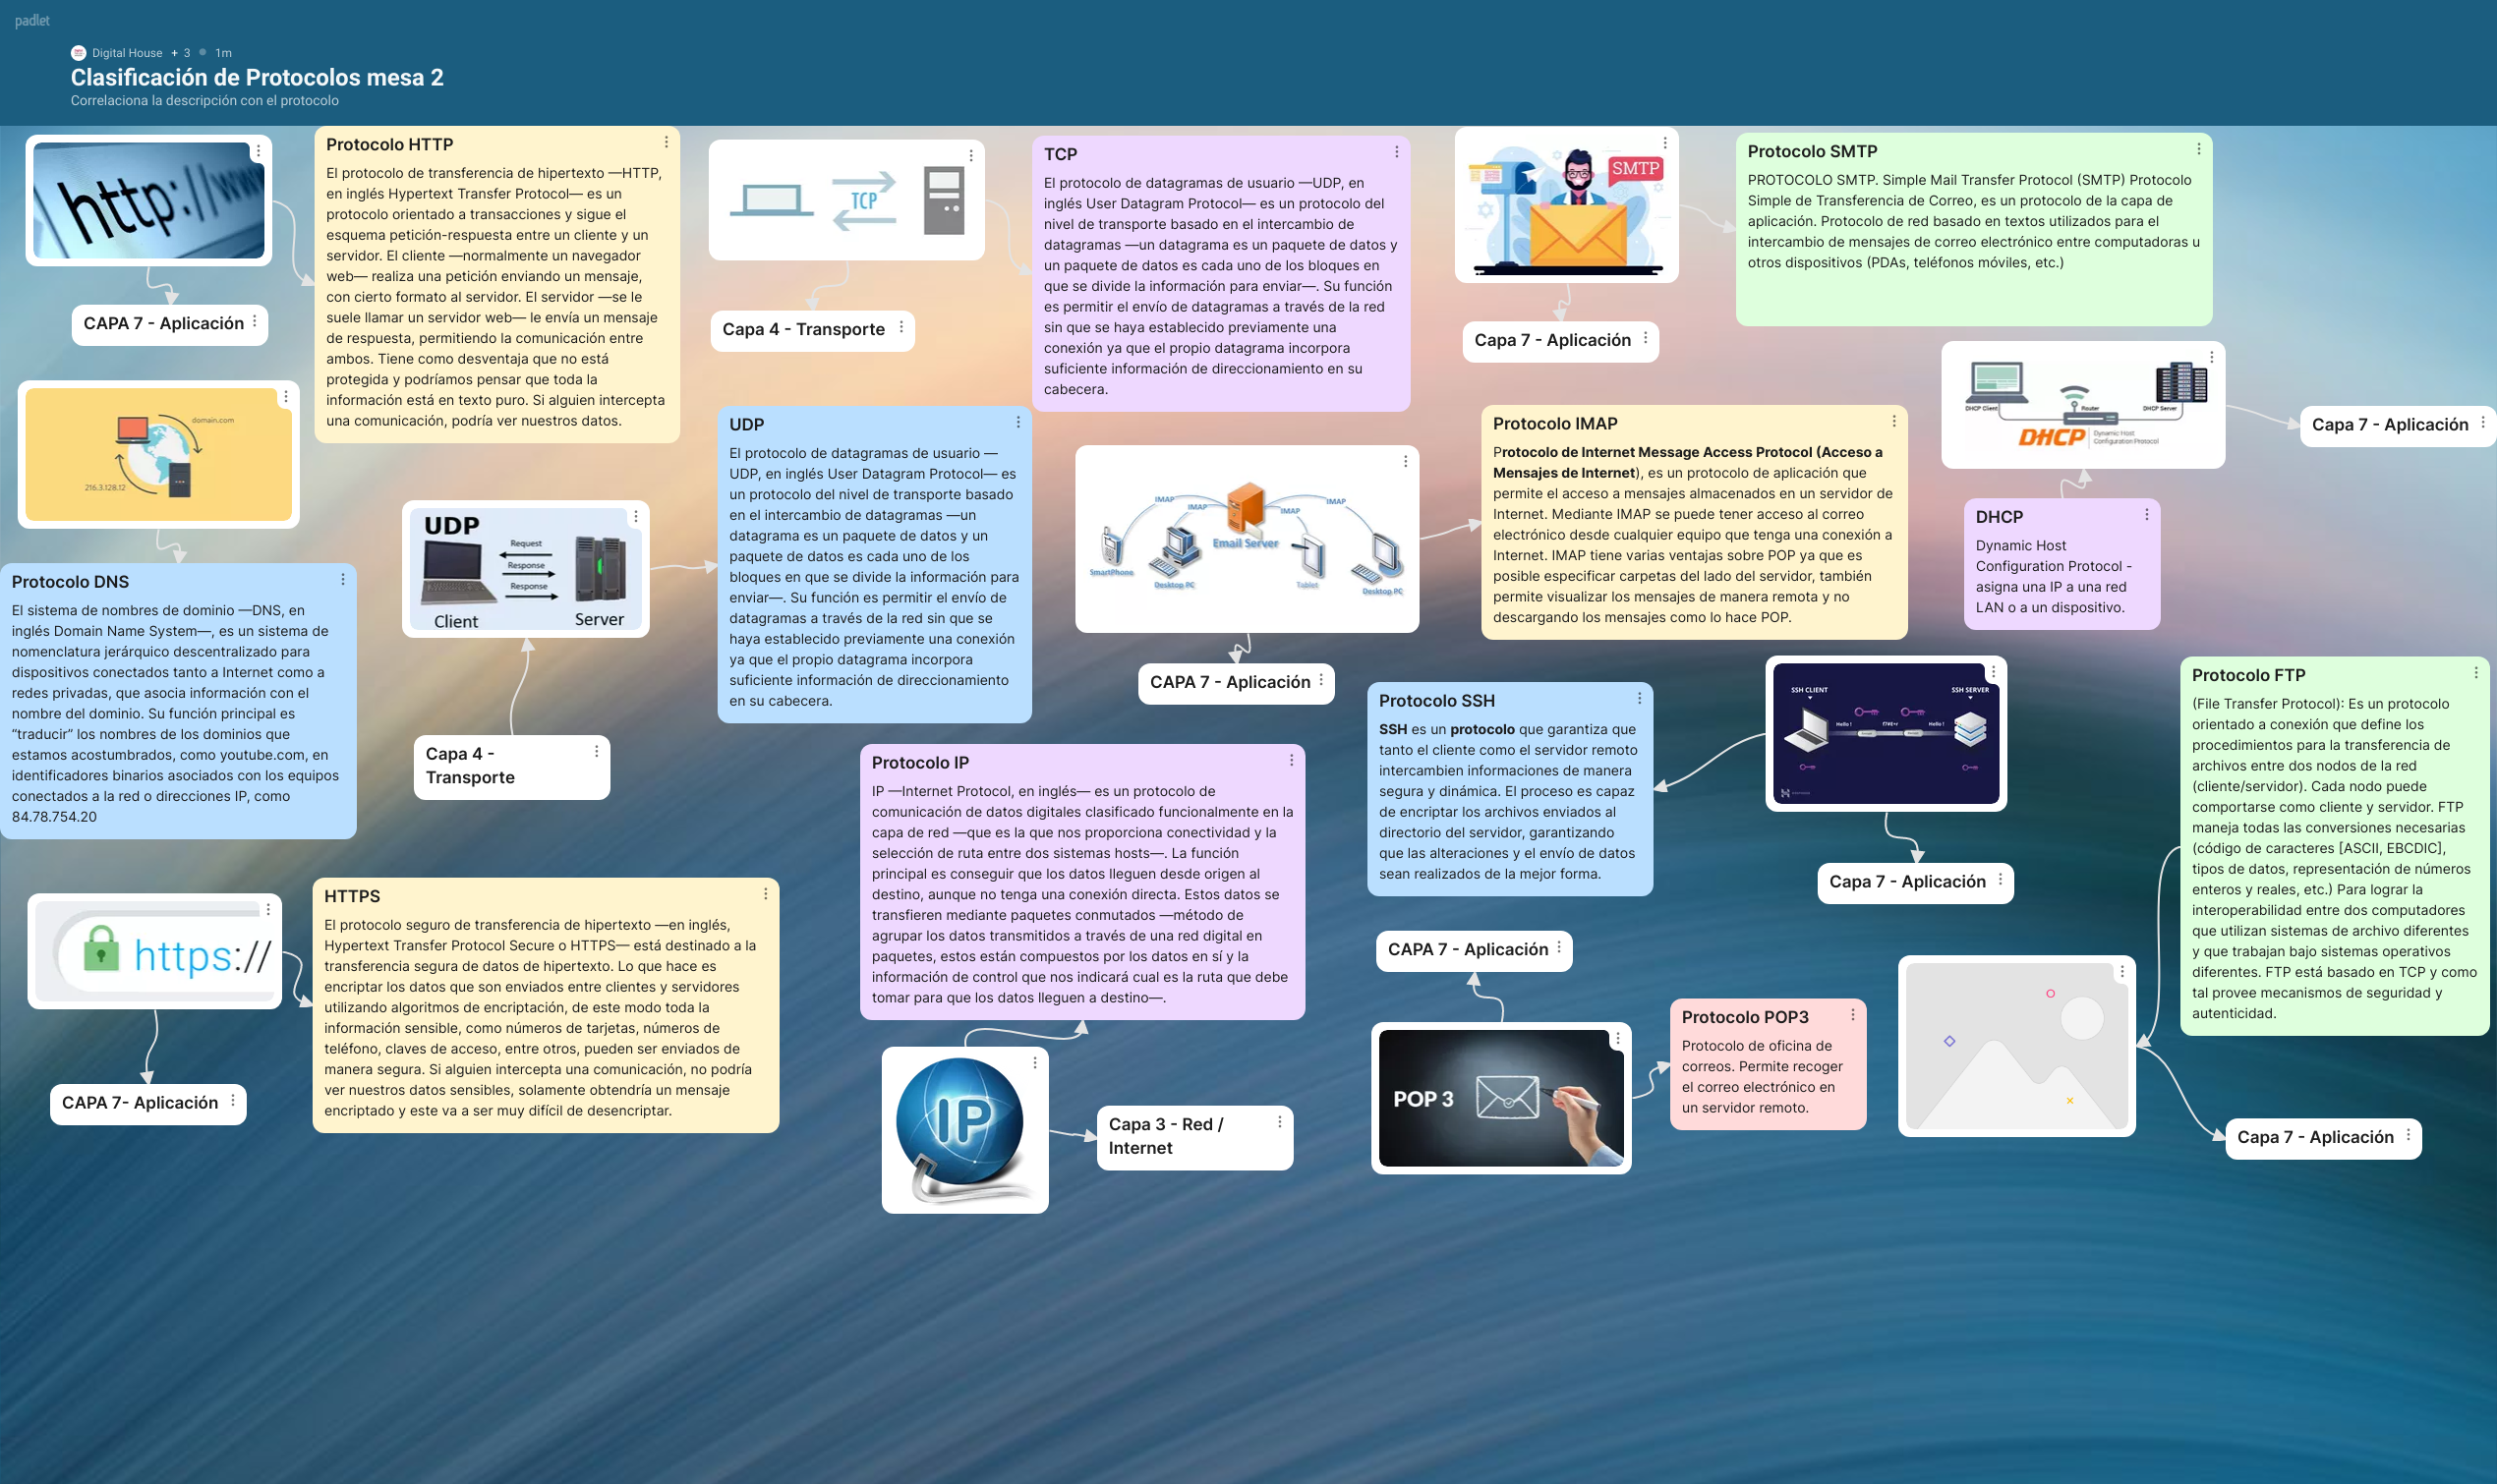 padlet
Digital House + 3 1m
Clasificación de Protocolos mesa 2
Correlaciona la descripción con el protocolo
http://www
CAPA 7 - Aplicación
Protocolo HTTP
El protocolo de transferencia de hipertexto —HTTP,
en inglés Hypertext Transfer Protocol— es un
protocolo orientado a transacciones y sigue el
esquema petición-respuesta entre un cliente y un
servidor. El cliente —normalmente un navegador
web— realiza una petición enviando un mensaje,
con cierto formato al servidor. El servidor —se le
suele llamar un servidor web— le envía un mensaje
de respuesta, permitiendo la comunicación entre
ambos. Tiene como desventaja que no está
protegida y podríamos pensar que toda la
información está en texto puro. Si alguien intercepta
una comunicación, podría ver nuestros datos.
TCP
Capa 4 - Transporte
TCP
El protocolo de datagramas de usuario —UDP, en
inglés User Datagram Protocol— es un protocolo del
nivel de transporte basado en el intercambio de
datagramas —un datagrama es un paquete de datos y
un paquete de datos es cada uno de los bloques en
que se divide la información para enviar—. Su función
es permitir el envío de datagramas a través de la red
sin que se haya establecido previamente una
conexión ya que el propio datagrama incorpora
suficiente información de direccionamiento en su
cabecera.
SMTP
Capa 7 - Aplicación
Protocolo SMTP
PROTOCOLO SMTP. Simple Mail Transfer Protocol (SMTP) Protocolo
Simple de Transferencia de Correo, es un protocolo de la capa de
aplicación. Protocolo de red basado en textos utilizados para el
intercambio de mensajes de correo electrónico entre computadoras u
otros dispositivos (PDAs, teléfonos móviles, etc.)
domain.com
216.3.128.12
Protocolo DNS
El sistema de nombres de dominio —DNS, en
inglés Domain Name System—, es un sistema de
nomenclatura jerárquico descentralizado para
dispositivos conectados tanto a Internet como a
redes privadas, que asocia información con el
nombre del dominio. Su función principal es
“traducir” los nombres de los dominios que
estamos acostumbrados, como youtube.com, en
identificadores binarios asociados con los equipos
conectados a la red o direcciones IP, como
84.78.754.20
UDP
Request
Response
Response
Client
Server
Capa 4 -
Transporte
UDP
El protocolo de datagramas de usuario —
UDP, en inglés User Datagram Protocol— es
un protocolo del nivel de transporte basado
en el intercambio de datagramas —un
datagrama es un paquete de datos y un
paquete de datos es cada uno de los
bloques en que se divide la información para
enviar—. Su función es permitir el envío de
datagramas a través de la red sin que se
haya establecido previamente una conexión
ya que el propio datagrama incorpora
suficiente información de direccionamiento
en su cabecera.
IMAP
IMAP
IMAP
IMAP
Email Server
SmartPhone
Desktop PC
Tablet
Desktop PC
CAPA 7 - Aplicación
Protocolo IMAP
Protocolo de Internet Message Access Protocol (Acceso a
Mensajes de Internet), es un protocolo de aplicación que
permite el acceso a mensajes almacenados en un servidor de
Internet. Mediante IMAP se puede tener acceso al correo
electrónico desde cualquier equipo que tenga una conexión a
Internet. IMAP tiene varias ventajas sobre POP ya que es
posible especificar carpetas del lado del servidor, también
permite visualizar los mensajes de manera remota y no
descargando los mensajes como lo hace POP.
DHCP Client
Router
DHCP Server
DHCP
Dynamic Host
Configuration Protocol
Capa 7 - Aplicación
DHCP
Dynamic Host
Configuration Protocol -
asigna una IP a una red
LAN o a un dispositivo.
Protocolo SSH
SSH es un protocolo que garantiza que
tanto el cliente como el servidor remoto
intercambien informaciones de manera
segura y dinámica. El proceso es capaz
de encriptar los archivos enviados al
directorio del servidor, garantizando
que las alteraciones y el envío de datos
sean realizados de la mejor forma.
SSH CLIENT
SSH SERVER
Hello !
Hello !
Capa 7 - Aplicación
Protocolo FTP
(File Transfer Protocol): Es un protocolo
orientado a conexión que define los
procedimientos para la transferencia de
archivos entre dos nodos de la red
(cliente/servidor). Cada nodo puede
comportarse como cliente y servidor. FTP
maneja todas las conversiones necesarias
(código de caracteres [ASCII, EBCDIC],
tipos de datos, representación de números
enteros y reales, etc.) Para lograr la
interoperabilidad entre dos computadores
que utilizan sistemas de archivo diferentes
y que trabajan bajo sistemas operativos
diferentes. FTP está basado en TCP y como
tal provee mecanismos de seguridad y
autenticidad.
Capa 7 - Aplicación
https://
CAPA 7- Aplicación
HTTPS
El protocolo seguro de transferencia de hipertexto —en inglés,
Hypertext Transfer Protocol Secure o HTTPS— está destinado a la
transferencia segura de datos de hipertexto. Lo que hace es
encriptar los datos que son enviados entre clientes y servidores
utilizando algoritmos de encriptación, de este modo toda la
información sensible, como números de tarjetas, números de
teléfono, claves de acceso, entre otros, pueden ser enviados de
manera segura. Si alguien intercepta una comunicación, no podría
ver nuestros datos sensibles, solamente obtendría un mensaje
encriptado y este va a ser muy difícil de desencriptar.
Protocolo IP
IP —Internet Protocol, en inglés— es un protocolo de
comunicación de datos digitales clasificado funcionalmente en la
capa de red —que es la que nos proporciona conectividad y la
selección de ruta entre dos sistemas hosts—. La función
principal es conseguir que los datos lleguen desde origen al
destino, aunque no tenga una conexión directa. Estos datos se
transfieren mediante paquetes conmutados —método de
agrupar los datos transmitidos a través de una red digital en
paquetes, estos están compuestos por los datos en sí y la
información de control que nos indicará cual es la ruta que debe
tomar para que los datos lleguen a destino—.
IP
Capa 3 - Red /
Internet
CAPA 7 - Aplicación
POP 3
Protocolo POP3
Protocolo de oficina de
correos. Permite recoger
el correo electrónico en
un servidor remoto.